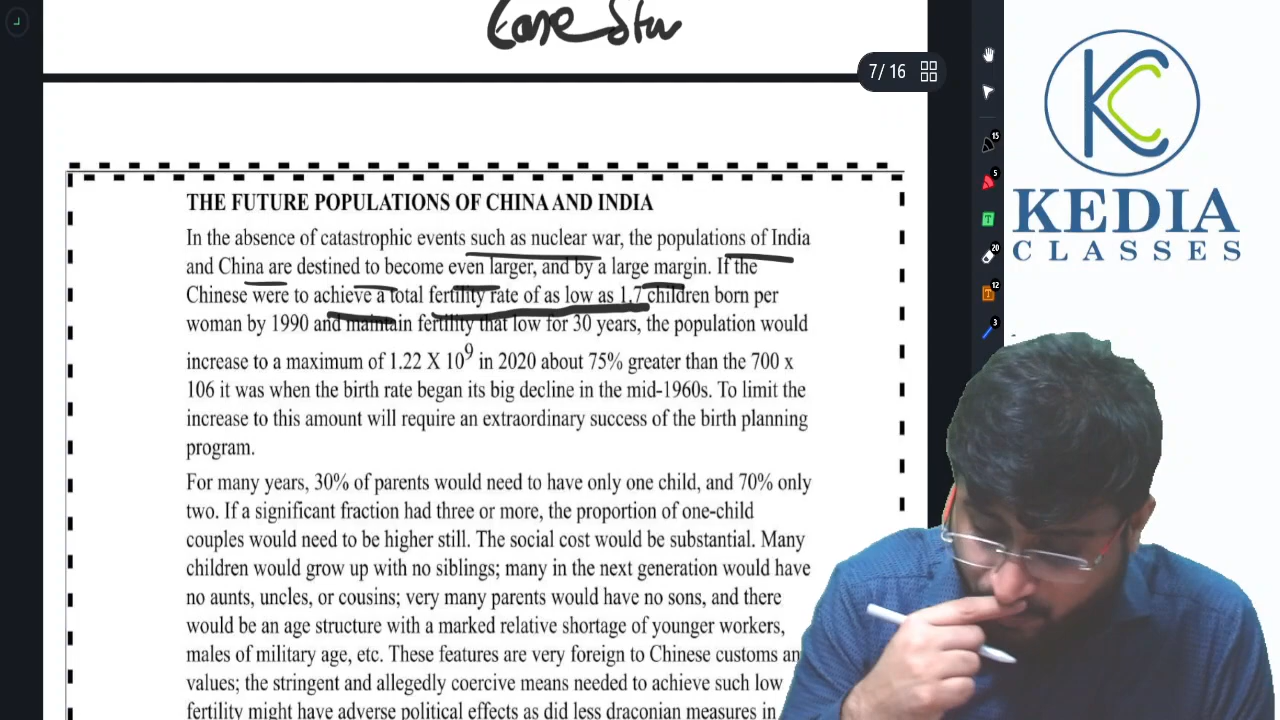 Case Stu
7/ 16
THE FUTURE POPULATIONS OF CHINA AND INDIA
In the absence of catastrophic events such as nuclear war, the populations of India
and China are destined to become even larger, and by a large margin. If the
Chinese were to achieve a total fertility rate of as low as 1.7 children born per
woman by 1990 and maintain fertility that low for 30 years, the population would
increase to a maximum of 1.22 X 10⁹ in 2020 about 75% greater than the 700 x
106 it was when the birth rate began its big decline in the mid-1960s. To limit the
increase to this amount will require an extraordinary success of the birth planning
program.
For many years, 30% of parents would need to have only one child, and 70% only
two. If a significant fraction had three or more, the proportion of one-child
couples would need to be higher still. The social cost would be substantial. Many
children would grow up with no siblings; many in the next generation would have
no aunts, uncles, or cousins; very many parents would have no sons, and there
would be an age structure with a marked relative shortage of younger workers,
males of military age, etc. These features are very foreign to Chinese customs an
values; the stringent and allegedly coercive means needed to achieve such low
fertility might have adverse political effects as did less draconian measures in
15
5
T
20
T 12
3
KC
KEDIA
CLASSES